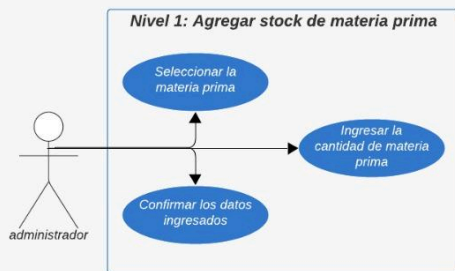 Nivel 1: Agregar stock de materia prima
Seleccionar la
materia prima
Ingresar la
cantidad de materia
prima
Confirmar los datos
ingresados
administrador